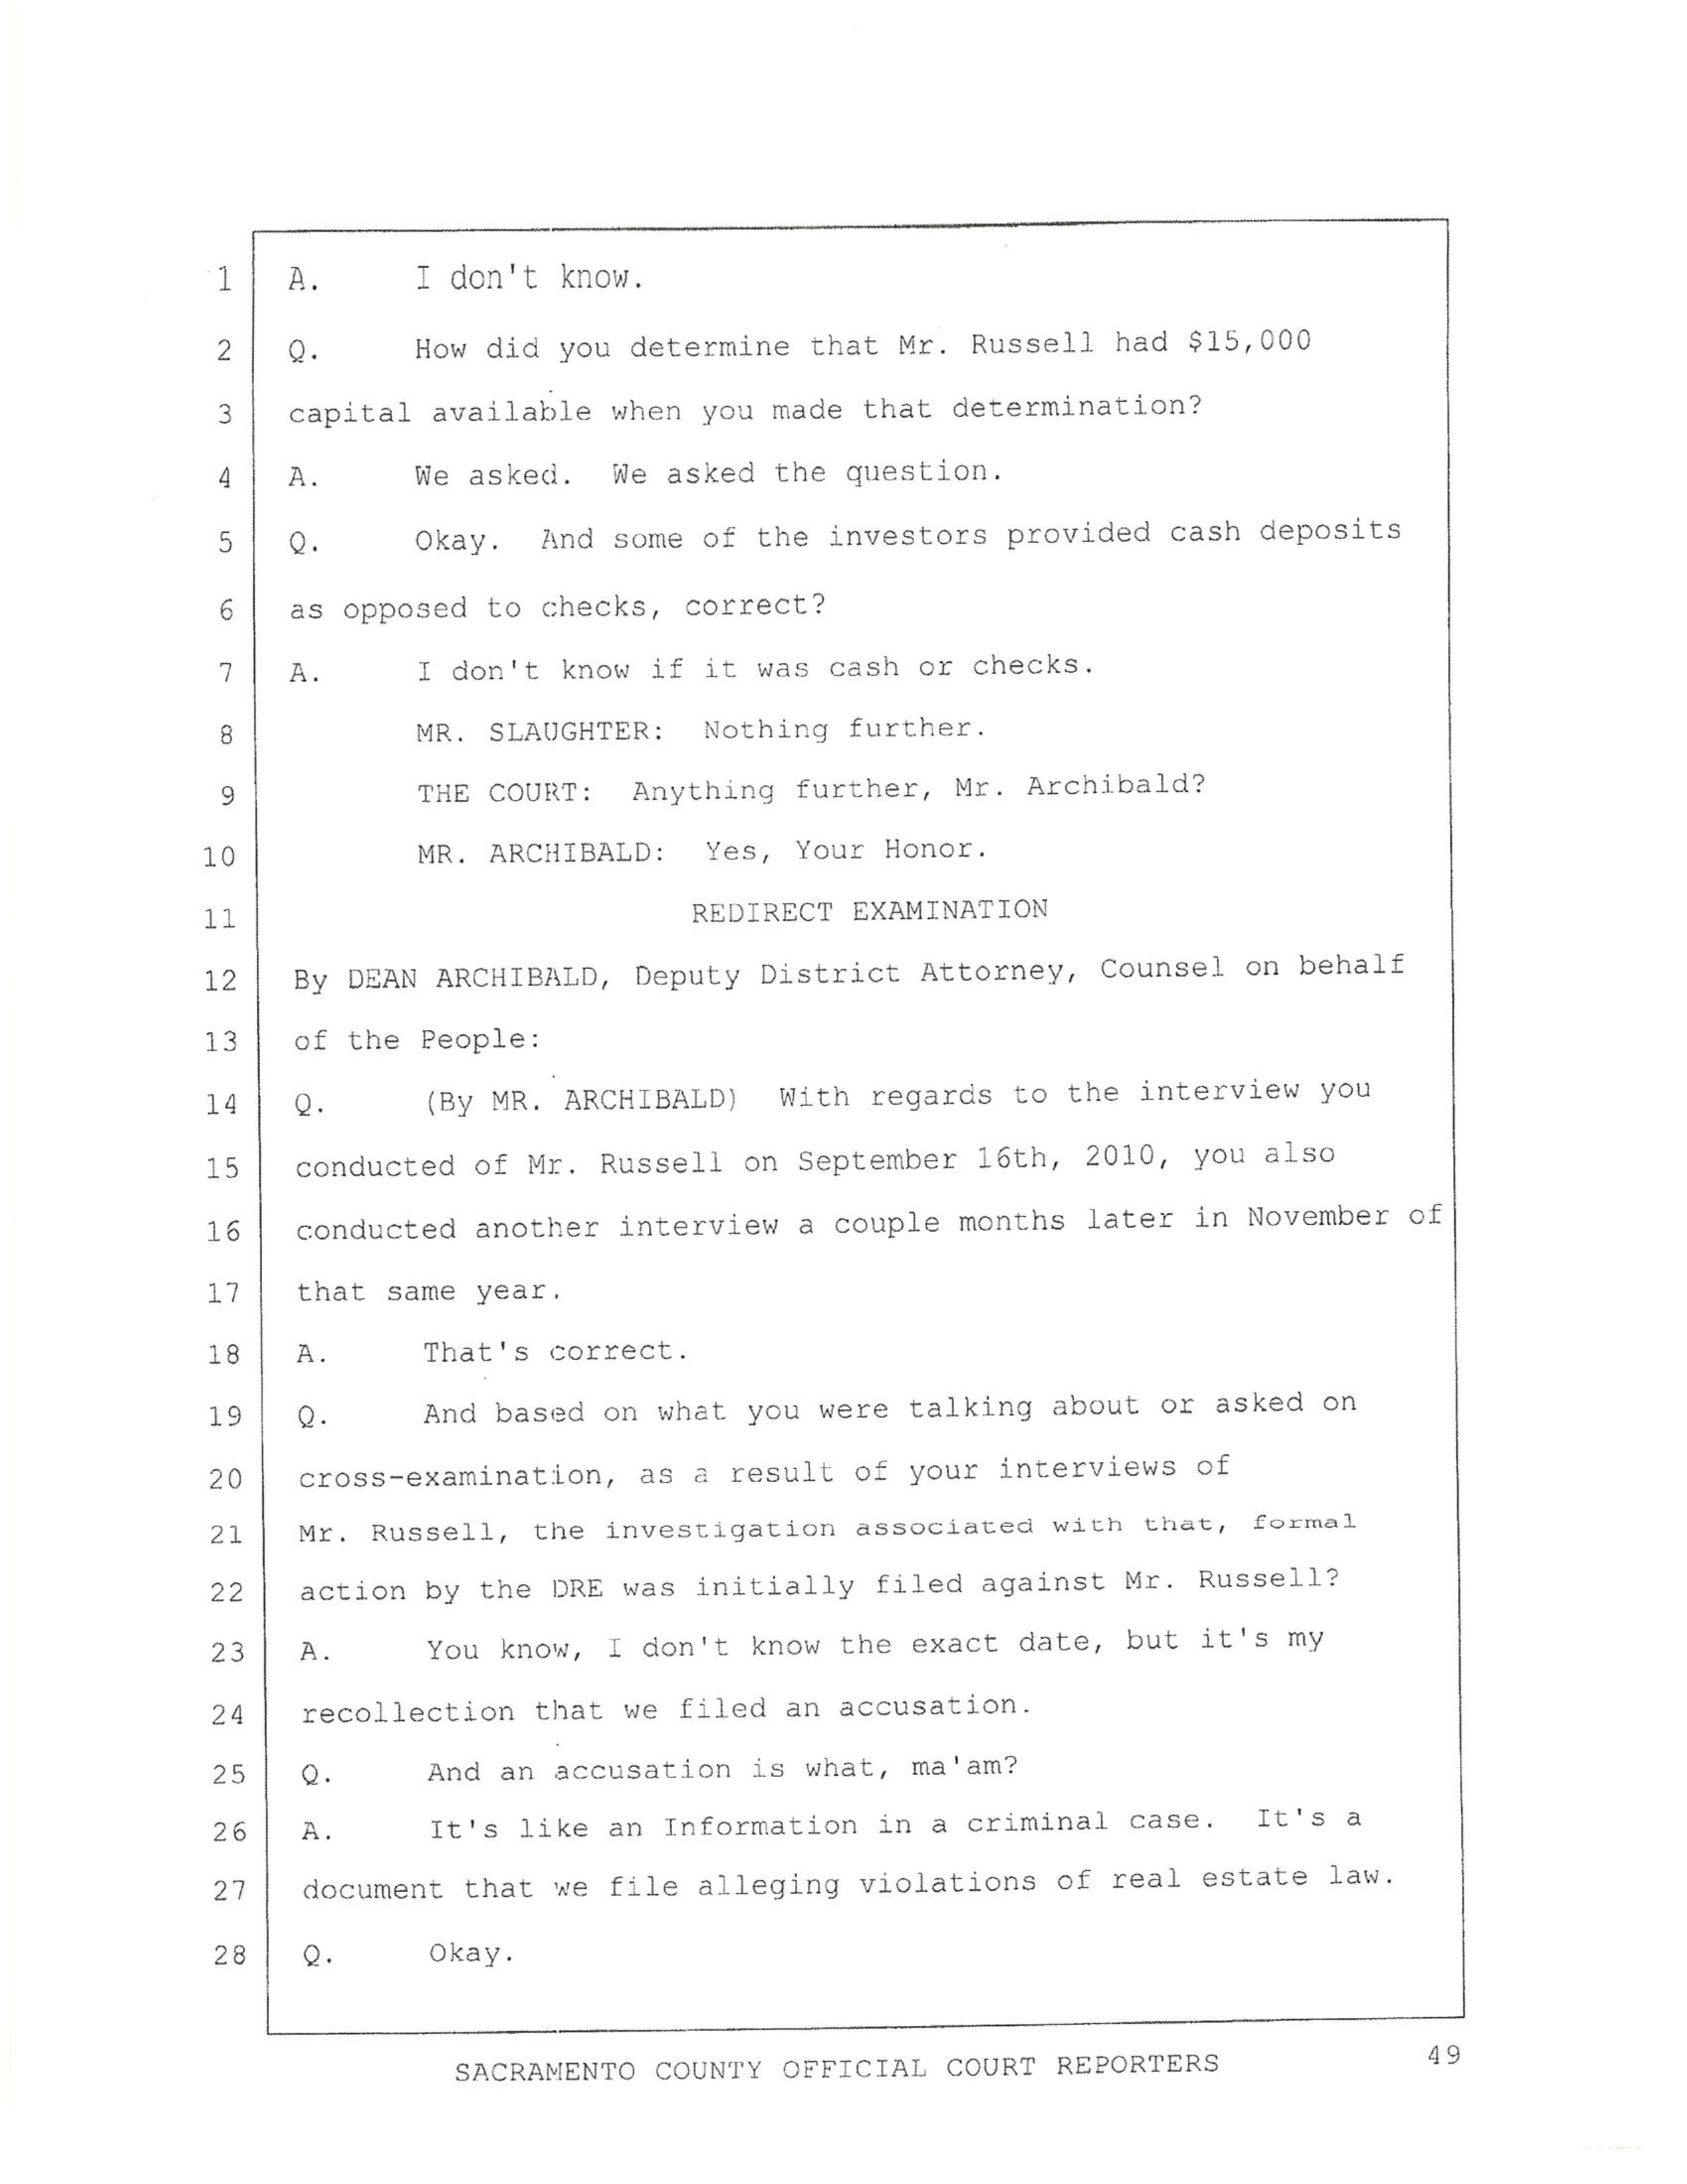 1 A. I don't know.
2 Q. How did you determine that Mr. Russell had $15,000
3 capital available when you made that determination?
4 A. We asked. We asked the question.
5 Q. Okay. And some of the investors provided cash deposits
6 as opposed to checks, correct?
7 A. I don't know if it was cash or checks.
8 MR. SLAUGHTER: Nothing further.
9 THE COURT: Anything further, Mr. Archibald?
10 MR. ARCHIBALD: Yes, Your Honor.
11 REDIRECT EXAMINATION
12 By DEAN ARCHIBALD, Deputy District Attorney, Counsel on behalf
13 of the People:
14 Q. (By MR. ARCHIBALD) With regards to the interview you
15 conducted of Mr. Russell on September 16th, 2010, you also
16 conducted another interview a couple months later in November of
17 that same year.
18 A. That's correct.
19 Q. And based on what you were talking about or asked on
20 cross-examination, as a result of your interviews of
21 Mr. Russell, the investigation associated with that, formal
22 action by the DRE was initially filed against Mr. Russell?
23 A. You know, I don't know the exact date, but it's my
24 recollection that we filed an accusation.
25 Q. And an accusation is what, ma'am?
26 A. It's like an Information in a criminal case. It's a
27 document that we file alleging violations of real estate law.
28 Q. Okay.
SACRAMENTO COUNTY OFFICIAL COURT REPORTERS 49